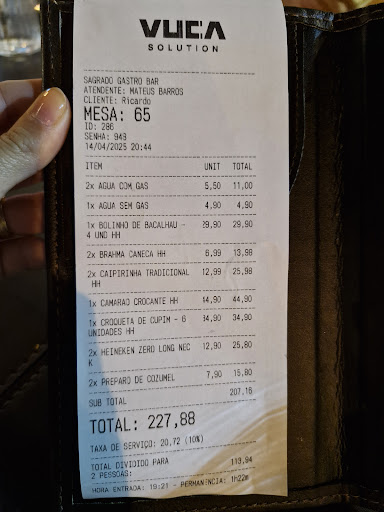 VUCA
SOLUTION
SAGRADO GASTRO BAR
ATENDENTE: MATEUS BARROS
CLIENTE: Ricardo
MESA: 65
ID: 286
SENHA: 949
14/04/2025 20:44
ITEM UNIT TOTAL
2x AGUA COM GAS 5,50 11,00
1x AGUA SEM GAS 4,90 4,90
1x BOLINHO DE BACALHAU - 29,90 29,90
4 UND HH
2x BRAHMA CANECA HH 6,99 13,98
2x CAIPIRINHA TRADICIONAL 12,99 25,98
HH
1x CAMARAO CROCANTE HH 44,90 44,90
1x CROQUETA DE CUPIM - 6 34,90 34,90
UNIDADES HH
2x HEINEKEN ZERO LONG NEC 12,90 25,80
K
2x PREPARO DE COZUMEL 7,90 15,80
SUB TOTAL 207,16
TOTAL: 227,88
TAXA DE SERVIÇO: 20,72 (10%)
TOTAL DIVIDIDO PARA 113,94
2 PESSOAS:
HORA ENTRADA: 19:21 - PERMANENCIA: 1h22m